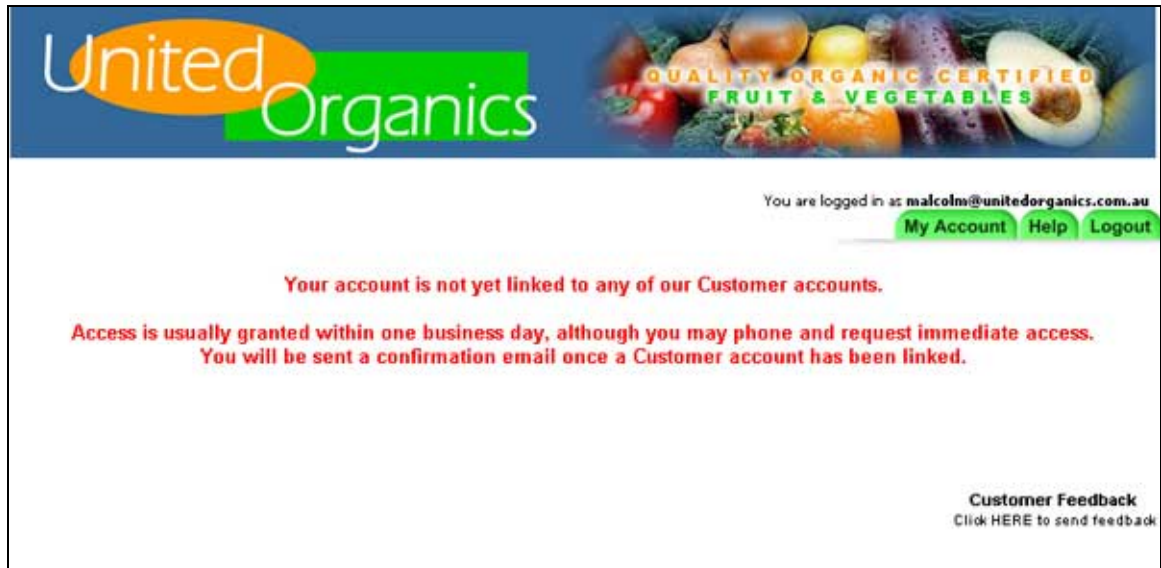 United
Organics
QUALITY ORGANIC CERTIFIED
FRUIT & VEGETABLES
You are logged in as malcolm@unitedorganics.com.au
My Account Help Logout
Your account is not yet linked to any of our Customer accounts.
Access is usually granted within one business day, although you may phone and request immediate access.
You will be sent a confirmation email once a Customer account has been linked.
Customer Feedback
Click HERE to send feedback